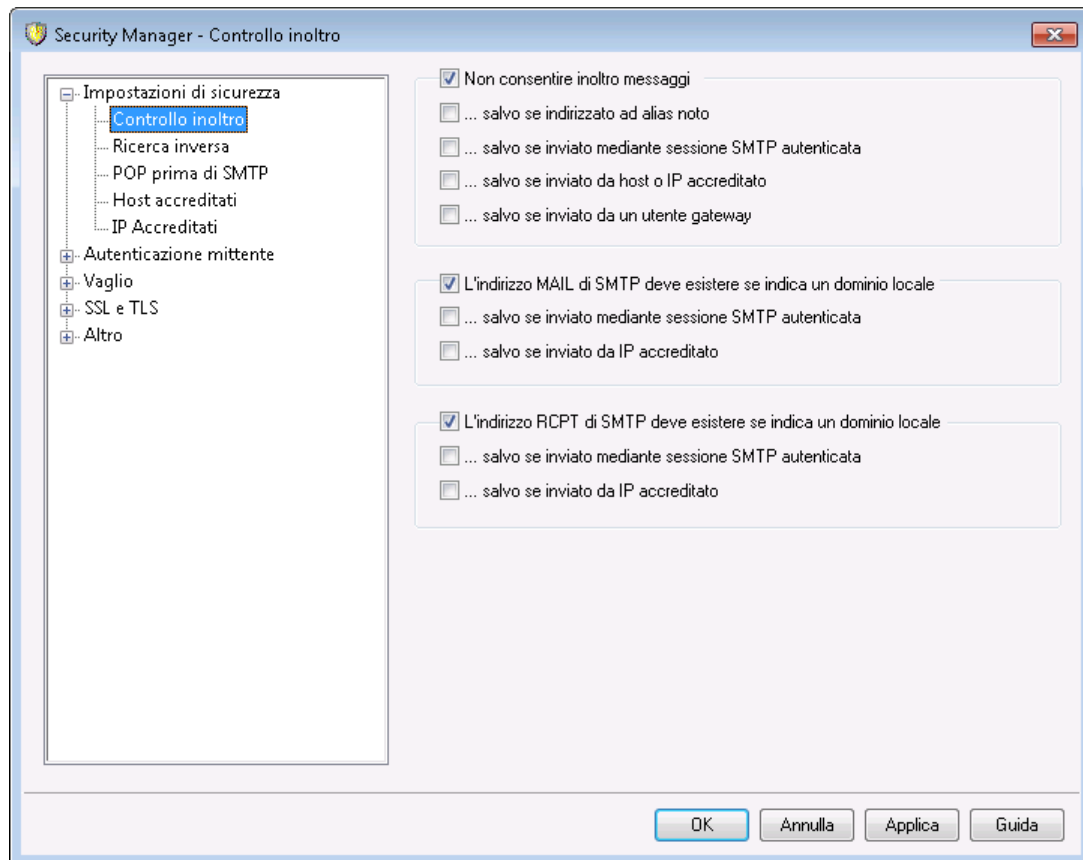 Security Manager - Controllo inoltro
Impostazioni di sicurezza
Controllo inoltro
Ricerca inversa
POP prima di SMTP
Host accreditati
IP Accreditati
Autenticazione mittente
Vaglio
SSL e TLS
Altro
Non consentire inoltro messaggi
... salvo se indirizzato ad alias noto
... salvo se inviato mediante sessione SMTP autenticata
... salvo se inviato da host o IP accreditato
... salvo se inviato da un utente gateway
L'indirizzo MAIL di SMTP deve esistere se indica un dominio locale
... salvo se inviato mediante sessione SMTP autenticata
... salvo se inviato da IP accreditato
L'indirizzo RCPT di SMTP deve esistere se indica un dominio locale
... salvo se inviato mediante sessione SMTP autenticata
... salvo se inviato da IP accreditato
OK
Annulla
Applica
Guida